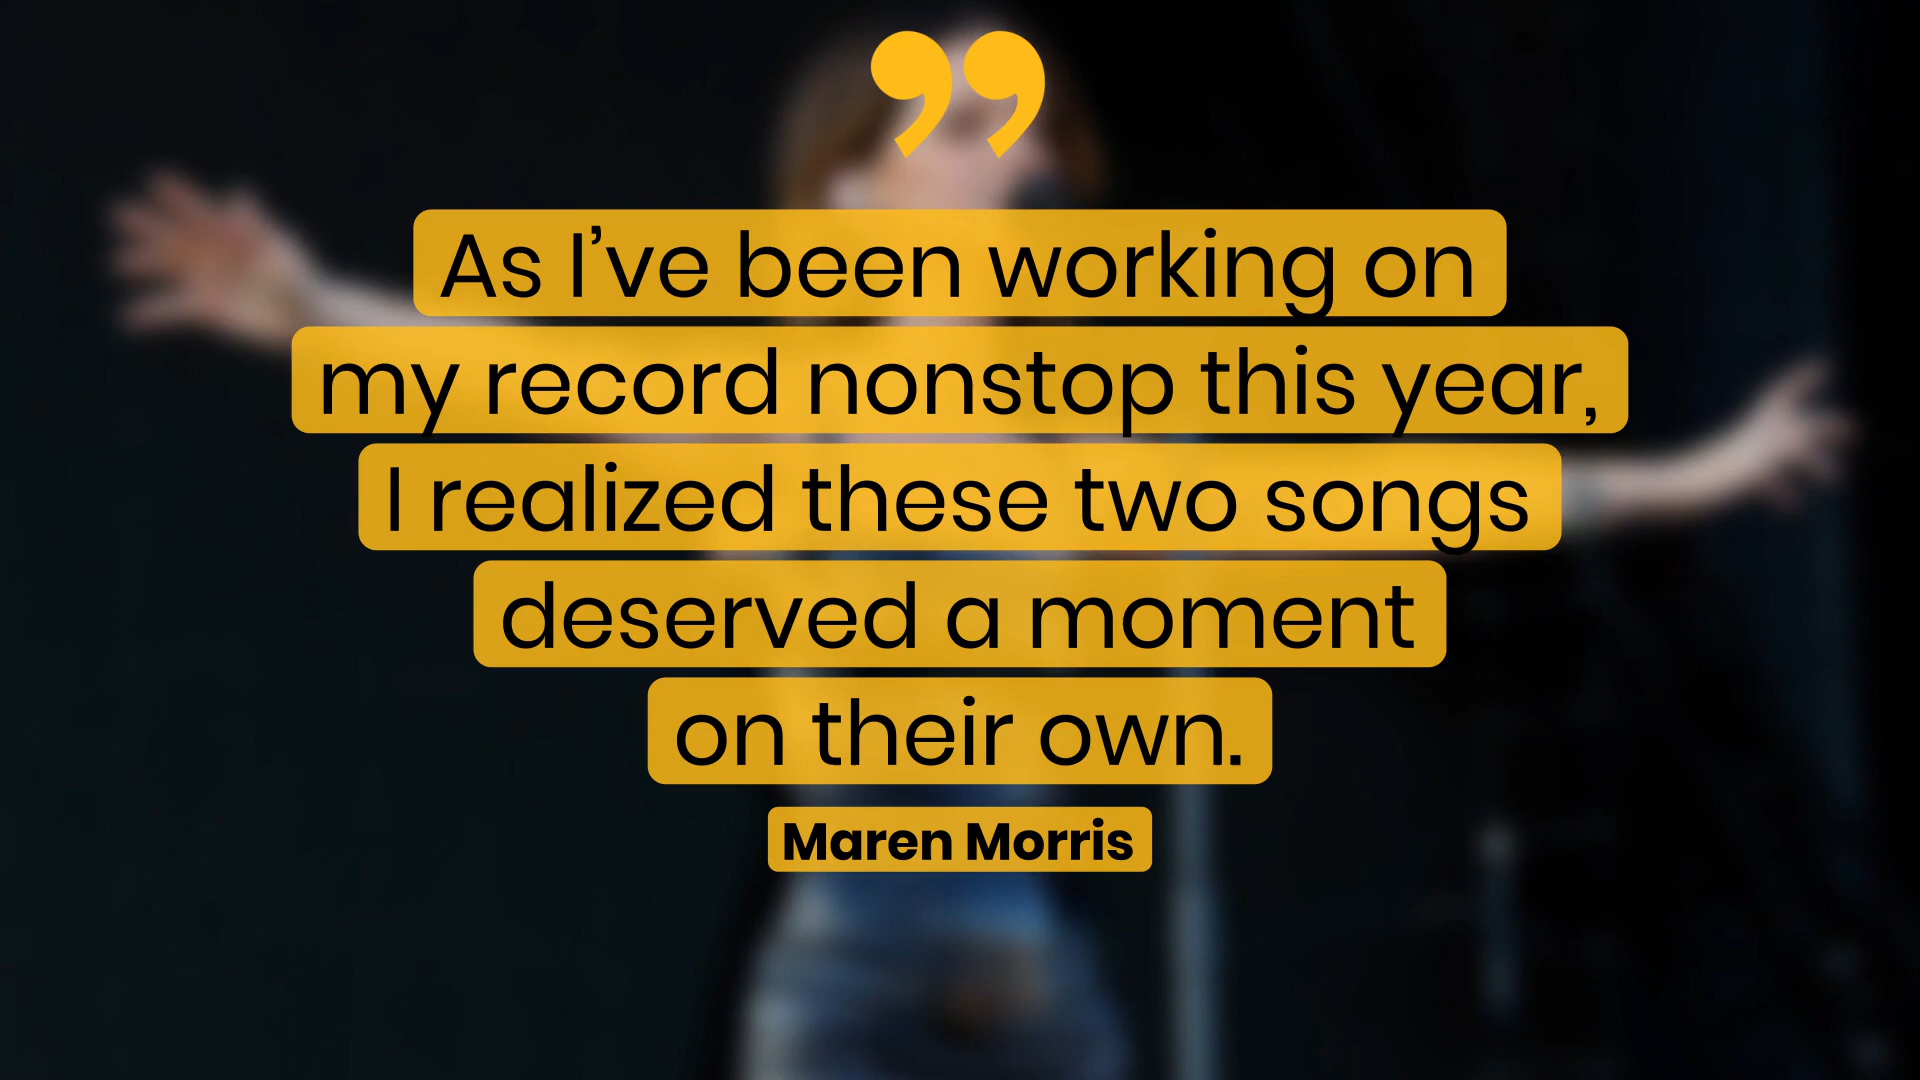 ”
As I’ve been working on
my record nonstop this year,
I realized these two songs
deserved a moment
on their own.
Maren Morris